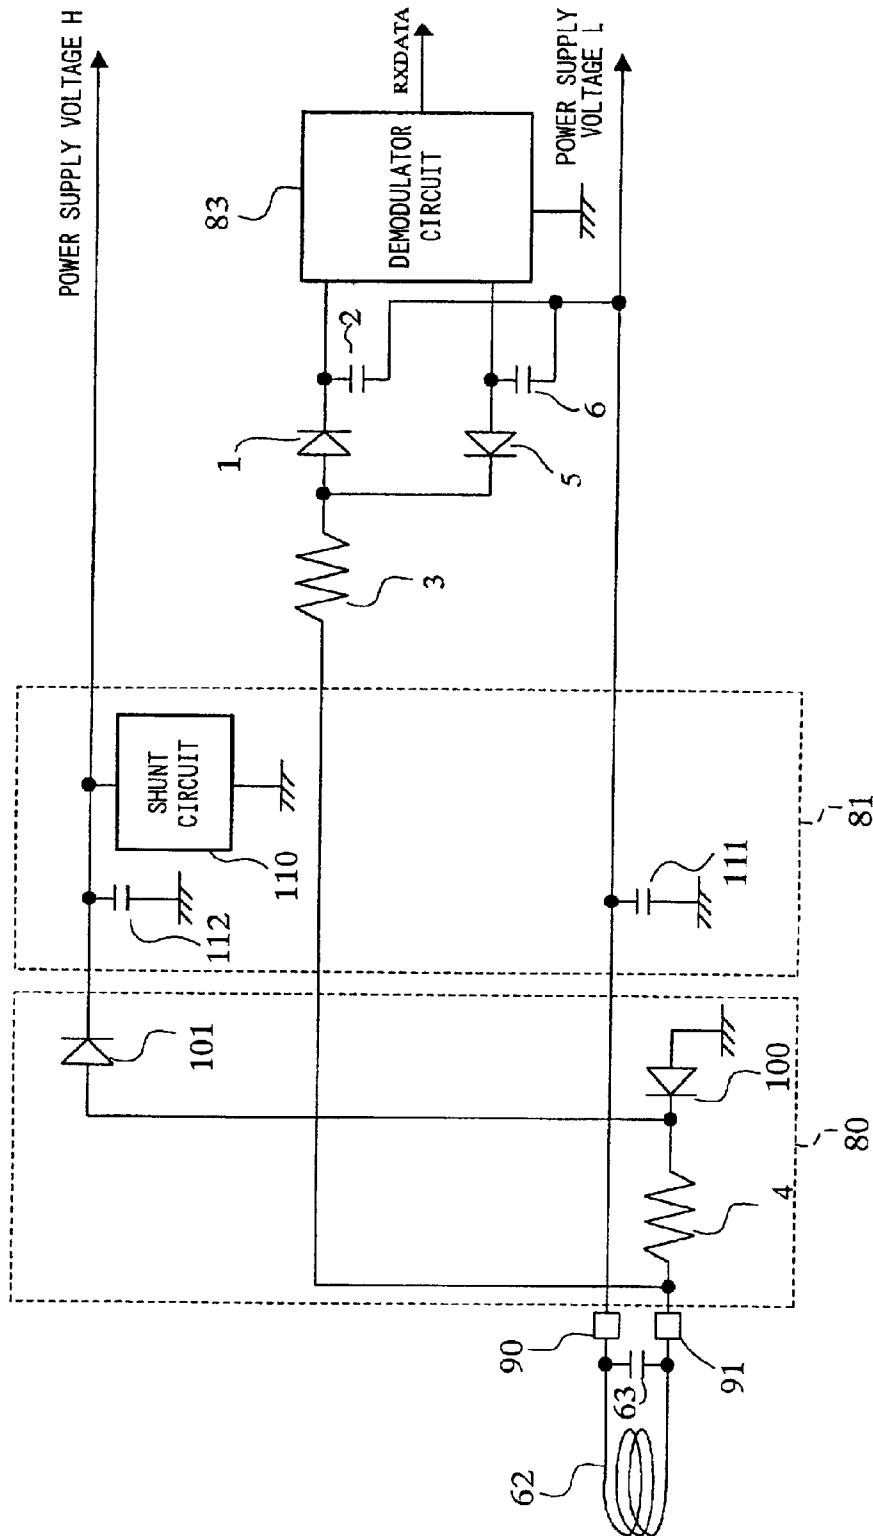 POWER SUPPLY VOLTAGE H
RXDATA
POWER SUPPLY
VOLTAGE L
83
DEMODULATOR
CIRCUIT
2
1
6
5
3
SHUNT
CIRCUIT
110
112
111
81
101
100
4
80
90
91
63
62